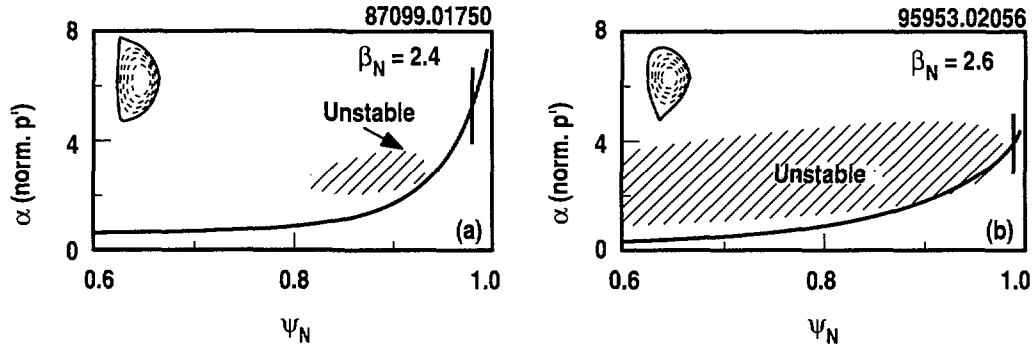 87099.01750
8
β_N = 2.4
Unstable
4
α (norm. p')
0
(a)
0.6
0.8
1.0
Ψ_N
95953.02056
8
β_N = 2.6
4
Unstable
α (norm. p')
0
(b)
0.6
0.8
1.0
Ψ_N